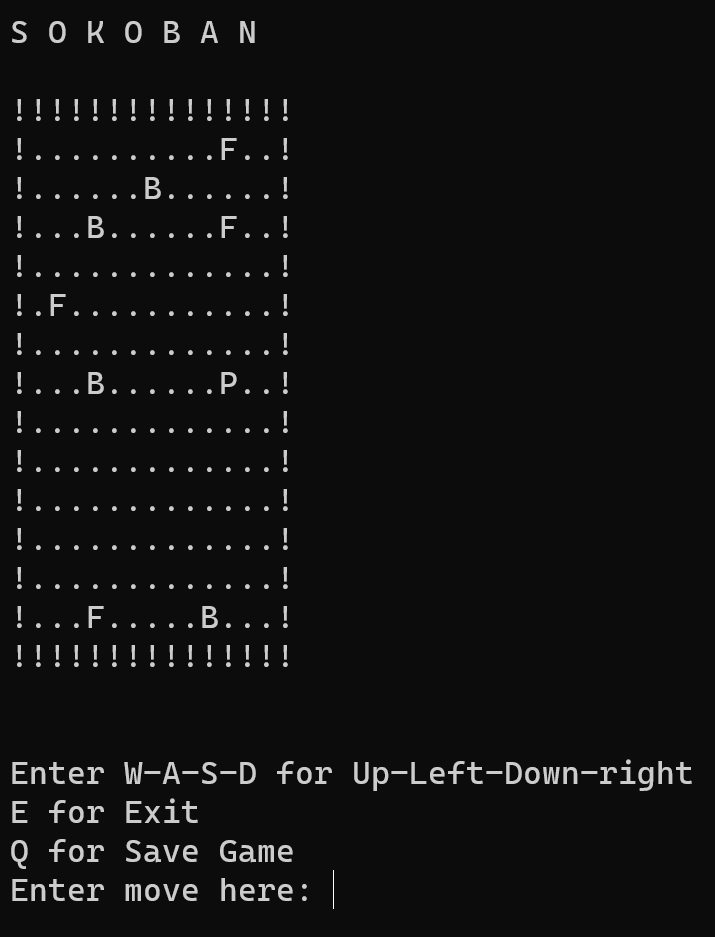 S O K O B A N
!!!!!!!!!!!!!!!
!..........F..!
!......B......!
!...B......F..!
!.............!
!.F...........!
!.............!
!...B......P..!
!.............!
!.............!
!.............!
!.............!
!.............!
!...F.....B...!
!!!!!!!!!!!!!!!
Enter W-A-S-D for Up-Left-Down-right
E for Exit
Q for Save Game
Enter move here: